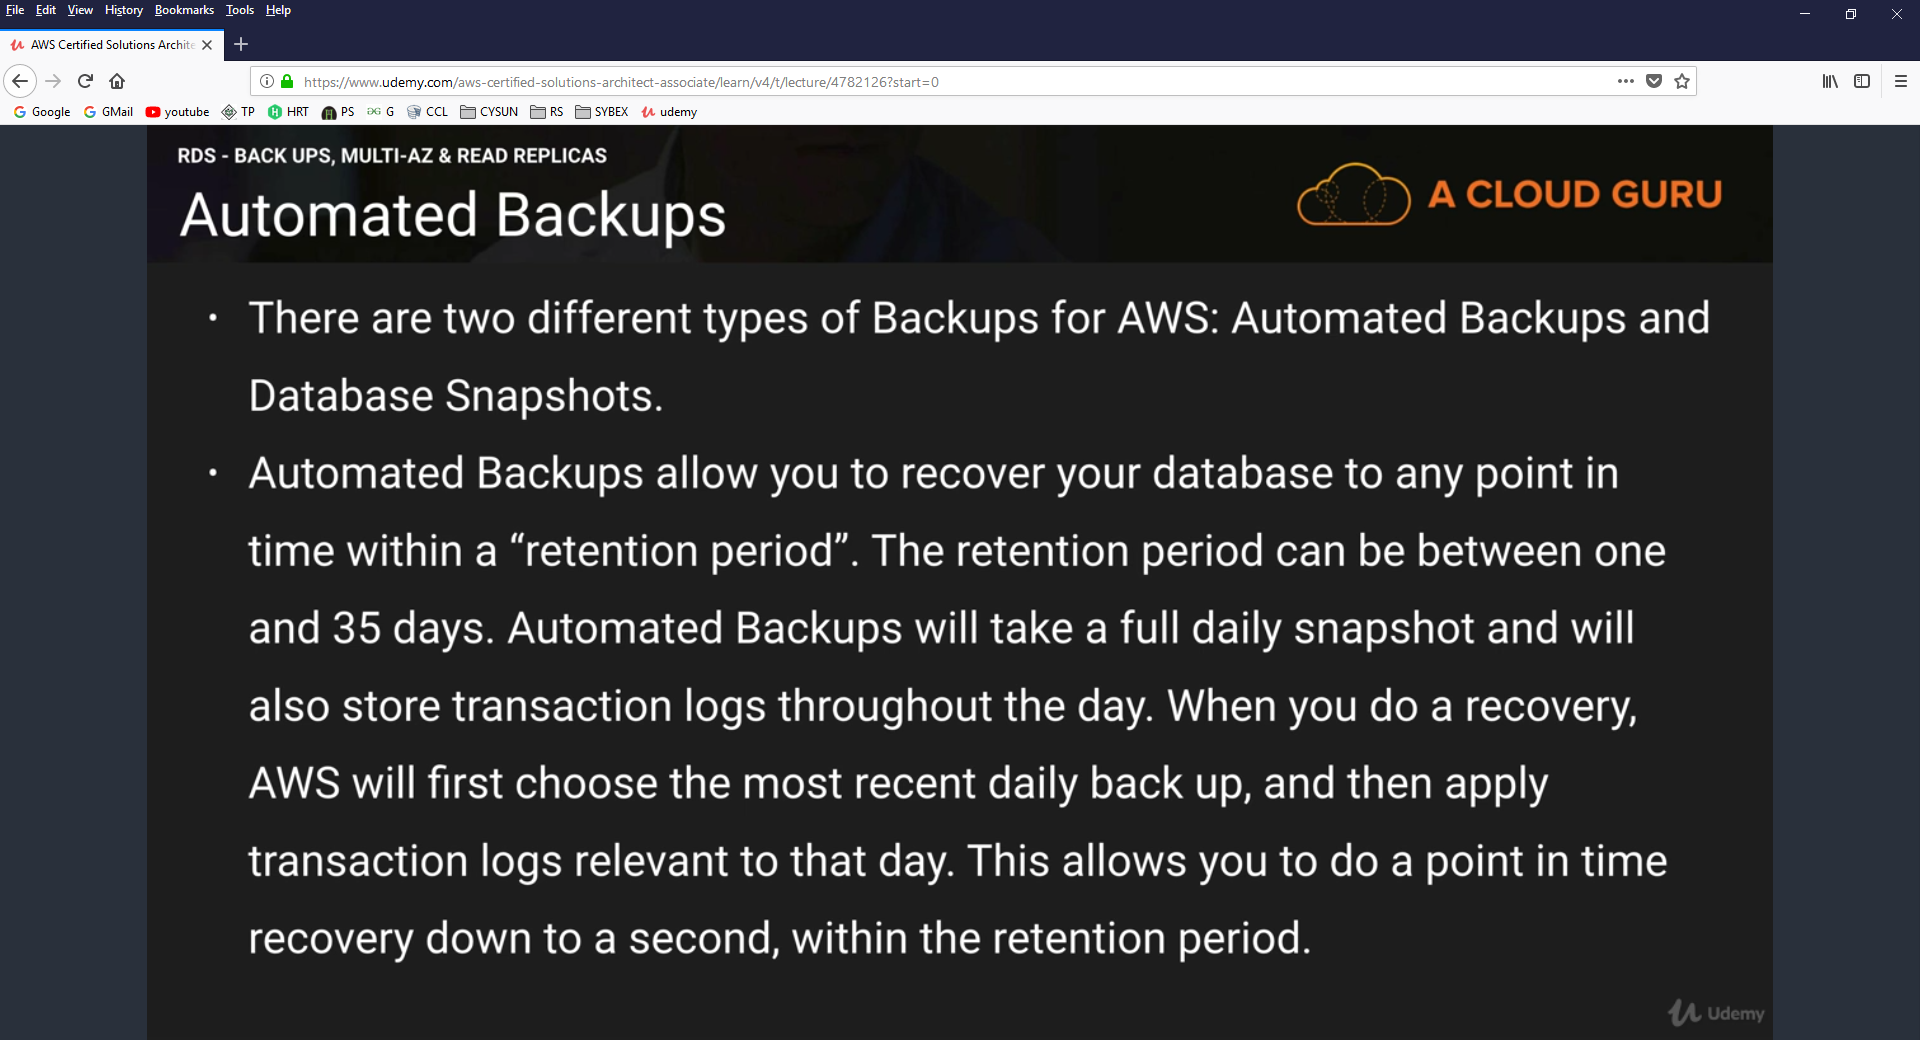 File Edit View History Bookmarks Tools Help
AWS Certified Solutions Archite
https://www.udemy.com/aws-certified-solutions-architect-associate/learn/v4/t/lecture/4782126?start=0
Google GMail youtube TP HRT PS G CCL CYSUN RS SYBEX udemy
RDS - BACK UPS, MULTI-AZ & READ REPLICAS
Automated Backups
A CLOUD GURU
• There are two different types of Backups for AWS: Automated Backups and
Database Snapshots.
• Automated Backups allow you to recover your database to any point in
time within a “retention period”. The retention period can be between one
and 35 days. Automated Backups will take a full daily snapshot and will
also store transaction logs throughout the day. When you do a recovery,
AWS will first choose the most recent daily back up, and then apply
transaction logs relevant to that day. This allows you to do a point in time
recovery down to a second, within the retention period.
Udemy